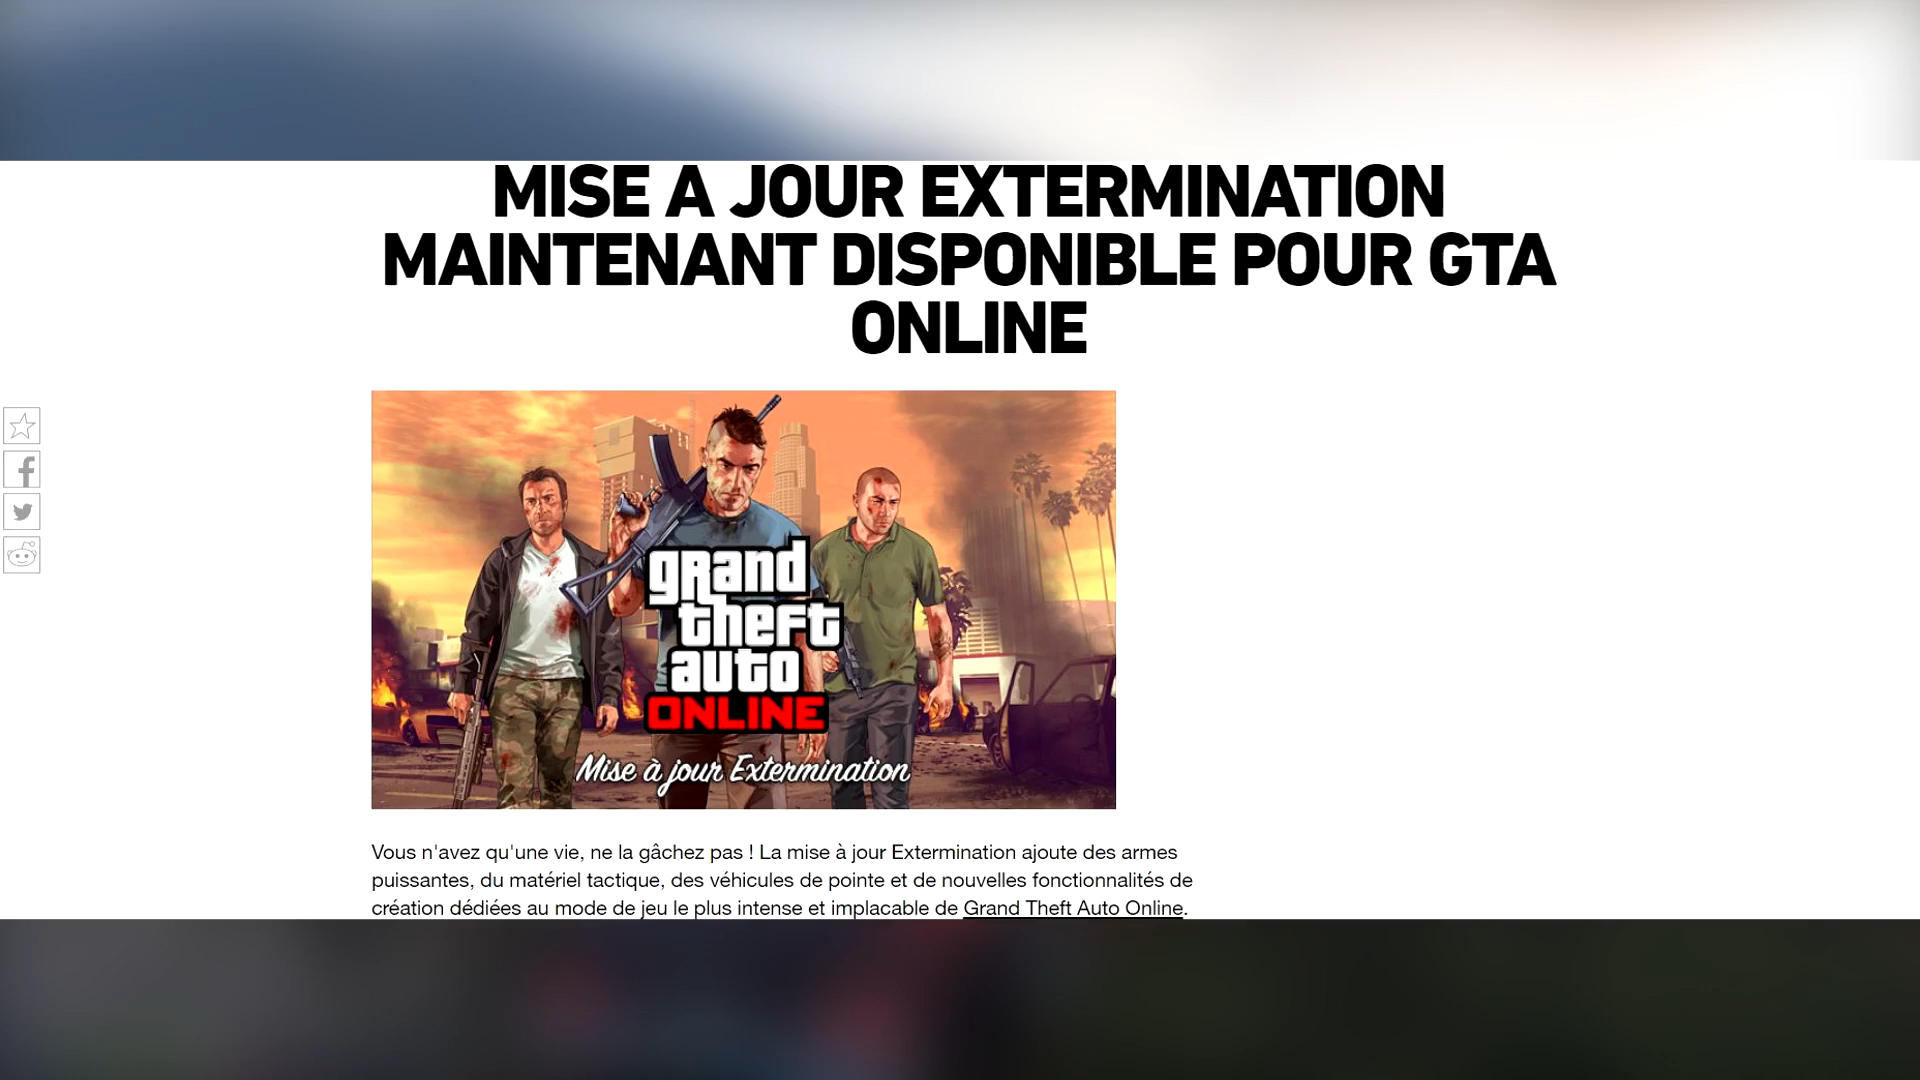 MISE A JOUR EXTERMINATION
MAINTENANT DISPONIBLE POUR GTA
ONLINE
grand
theft
auto
ONLINE
Mise à jour Extermination
Vous n'avez qu'une vie, ne la gâchez pas ! La mise à jour Extermination ajoute des armes
puissantes, du matériel tactique, des véhicules de pointe et de nouvelles fonctionnalités de
création dédiées au mode de jeu le plus intense et implacable de Grand Theft Auto Online.